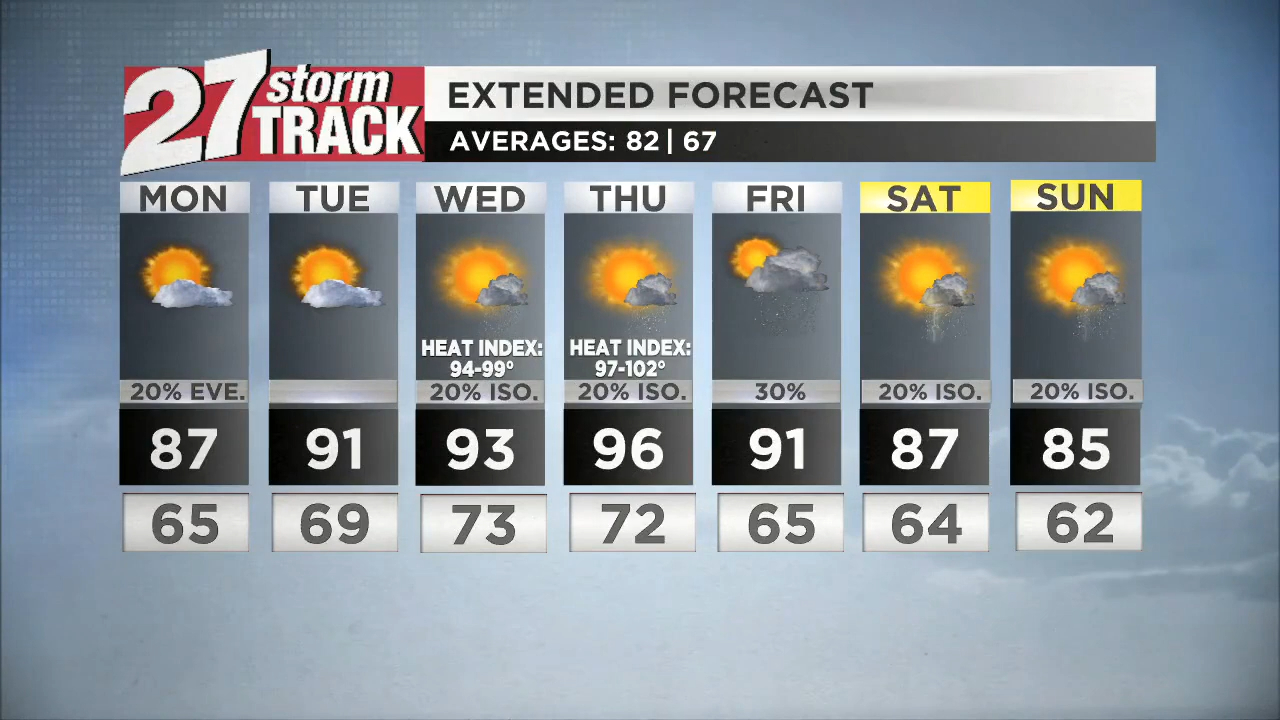 27 storm TRACK
EXTENDED FORECAST
AVERAGES: 82 | 67
MON TUE WED THU FRI SAT SUN
HEAT INDEX: HEAT INDEX:
94-99° 97-102°
20% EVE. 20% ISO. 20% ISO. 30% 20% ISO. 20% ISO.
87 91 93 96 91 87 85
65 69 73 72 65 64 62